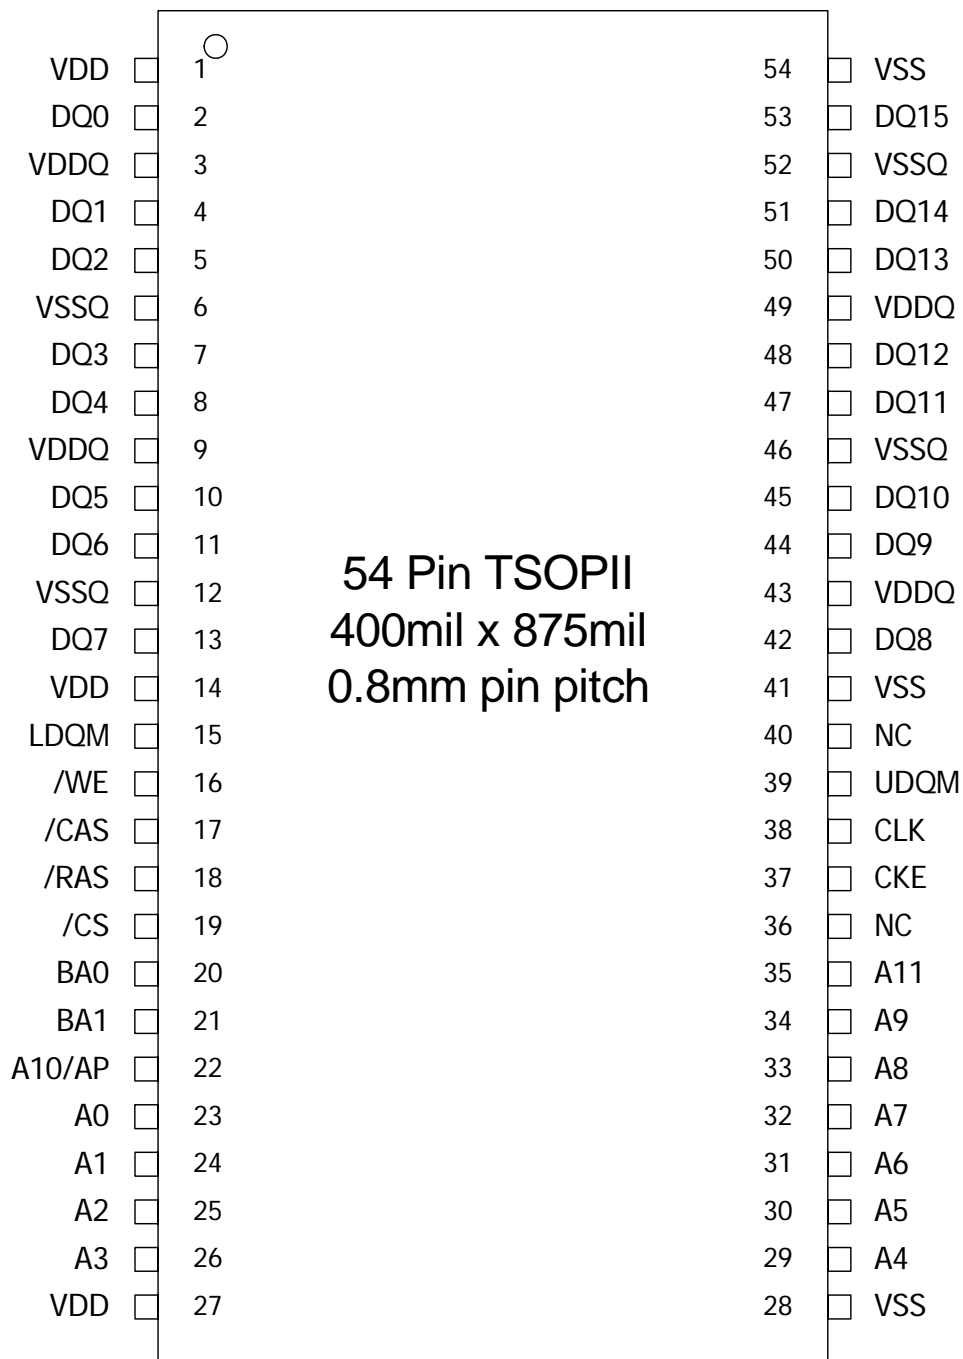 VDD 1 54 VSS
DQ0 2 53 DQ15
VDDQ 3 52 VSSQ
DQ1 4 51 DQ14
DQ2 5 50 DQ13
VSSQ 6 49 VDDQ
DQ3 7 48 DQ12
DQ4 8 47 DQ11
VDDQ 9 46 VSSQ
DQ5 10 45 DQ10
DQ6 11 44 DQ9
54 Pin TSOPII
VSSQ 12 43 VDDQ
400mil x 875mil
DQ7 13 42 DQ8
0.8mm pin pitch
VDD 14 41 VSS
LDQM 15 40 NC
/WE 16 39 UDQM
/CAS 17 38 CLK
/RAS 18 37 CKE
/CS 19 36 NC
BA0 20 35 A11
BA1 21 34 A9
A10/AP 22 33 A8
A0 23 32 A7
A1 24 31 A6
A2 25 30 A5
A3 26 29 A4
VDD 27 28 VSS